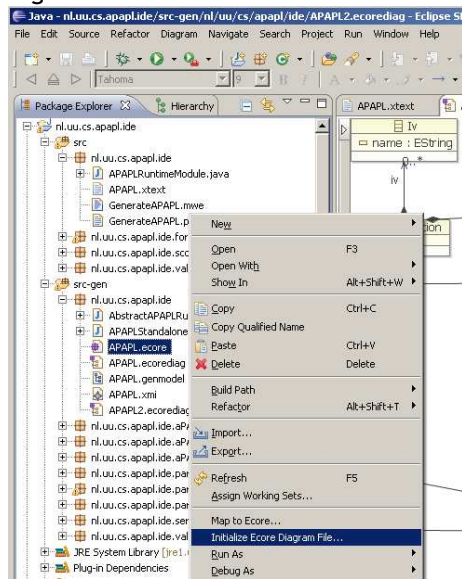 Java - nl.uu.cs.apapl.ide/src-gen/nl/uu/cs/apapl/ide/APAPL2.ecorediag - Eclipse S
File Edit Source Refactor Diagram Navigate Search Project Run Window Help
Tahoma 9 B I A
Package Explorer Hierarchy APAPL.xtext
nl.uu.cs.apapl.ide
src
nl.uu.cs.apapl.ide
APAPLRuntimeModule.java
APAPL.xtext
GenerateAPAPL.mwe
GenerateAPAPL.p
nl.uu.cs.apapl.ide.for
nl.uu.cs.apapl.ide.sco
nl.uu.cs.apapl.ide.val
src-gen
nl.uu.cs.apapl.ide
AbstractAPAPLRu
APAPLStandalone
APAPL.ecore
APAPL.ecorediag
APAPL.genmodel
APAPL.xmi
APAPL2.ecorediag
nl.uu.cs.apapl.ide.aPA
nl.uu.cs.apapl.ide.aPA
nl.uu.cs.apapl.ide.aPA
nl.uu.cs.apapl.ide.par
nl.uu.cs.apapl.ide.par
nl.uu.cs.apapl.ide.par
nl.uu.cs.apapl.ide.ser
nl.uu.cs.apapl.ide.val
JRE System Library [jre1.
Plug-in Dependencies
Iv
name : EString
0..*
iv
tion
New
Open F3
Open With
Show In Alt+Shift+W
Copy Ctrl+C
Copy Qualified Name
Paste Ctrl+V
Delete Delete
Build Path
Refactor Alt+Shift+T
Import...
Export...
Refresh F5
Assign Working Sets...
Map to Ecore...
Initialize Ecore Diagram File...
Run As
Debug As